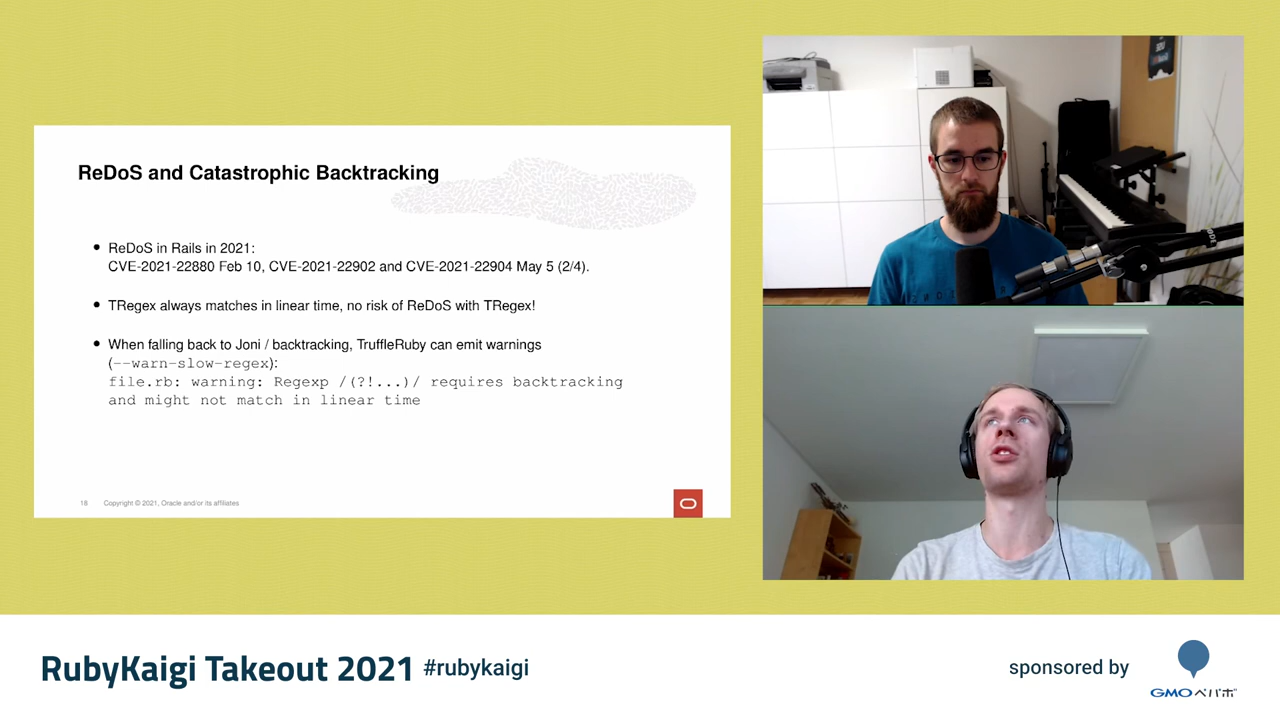 ReDoS and Catastrophic Backtracking
● ReDoS in Rails in 2021:
CVE-2021-22880 Feb 10, CVE-2021-22902 and CVE-2021-22904 May 5 (2/4).
● TRegex always matches in linear time, no risk of ReDoS with TRegex!
● When falling back to Joni / backtracking, TruffleRuby can emit warnings
(--warn-slow-regex):
file.rb: warning: Regexp /(?!...)/ requires backtracking
and might not match in linear time
18 Copyright © 2021, Oracle and/or its affiliates
RubyKaigi Takeout 2021 #rubykaigi
sponsored by
GMOペパボ